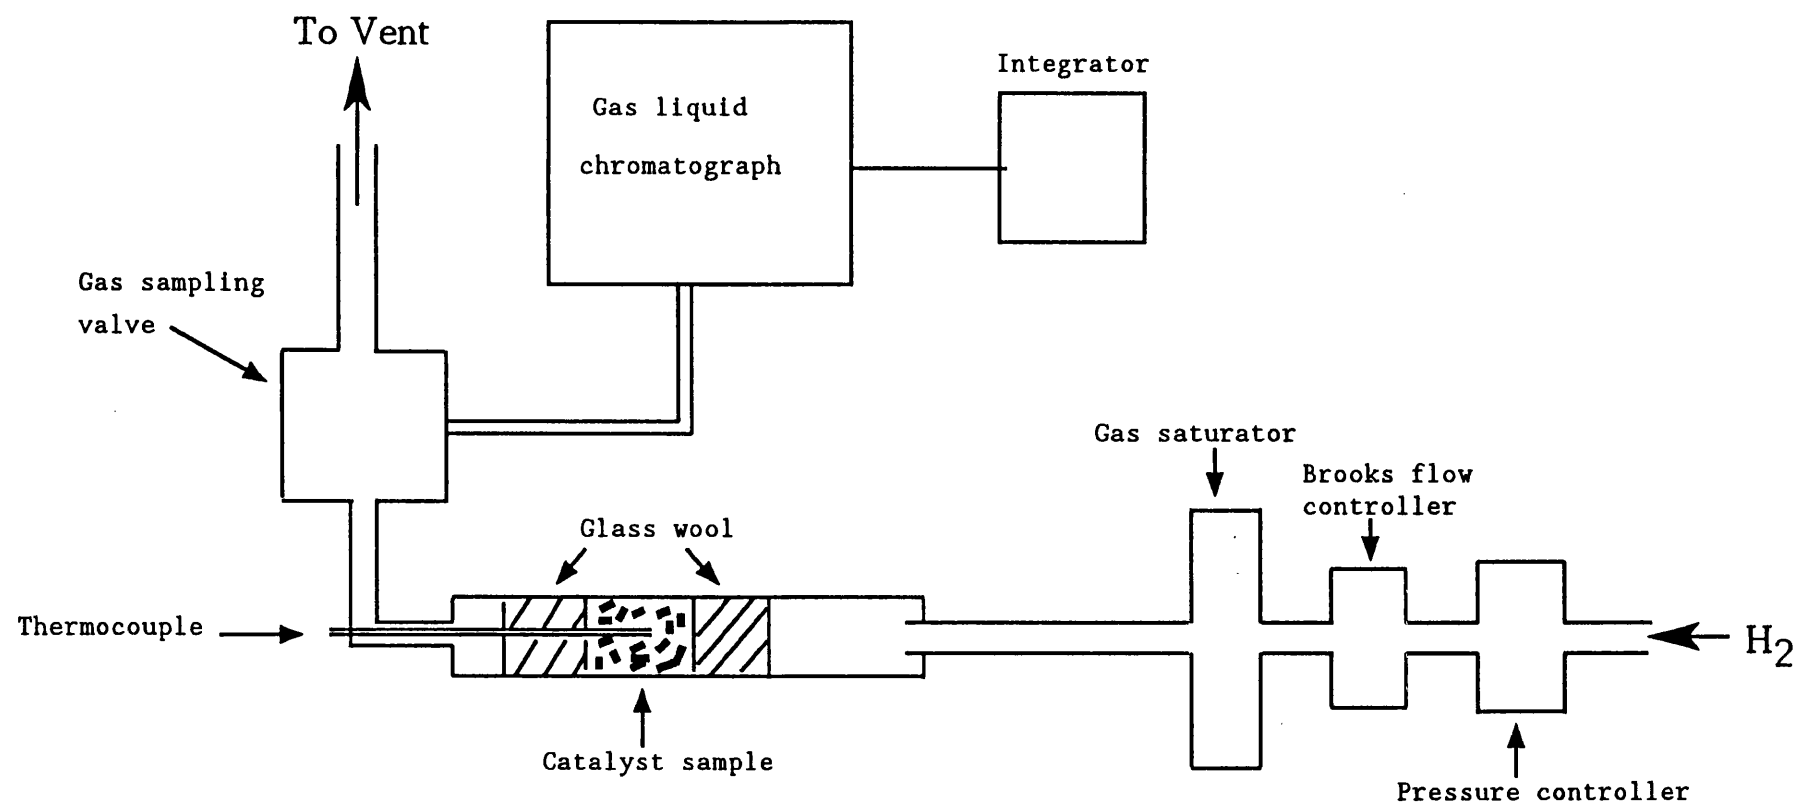 To Vent
Integrator
Gas liquid
chromatograph
Gas sampling
valve
Gas saturator
Brooks flow
controller
Glass wool
Thermocouple
H2
Catalyst sample
Pressure controller